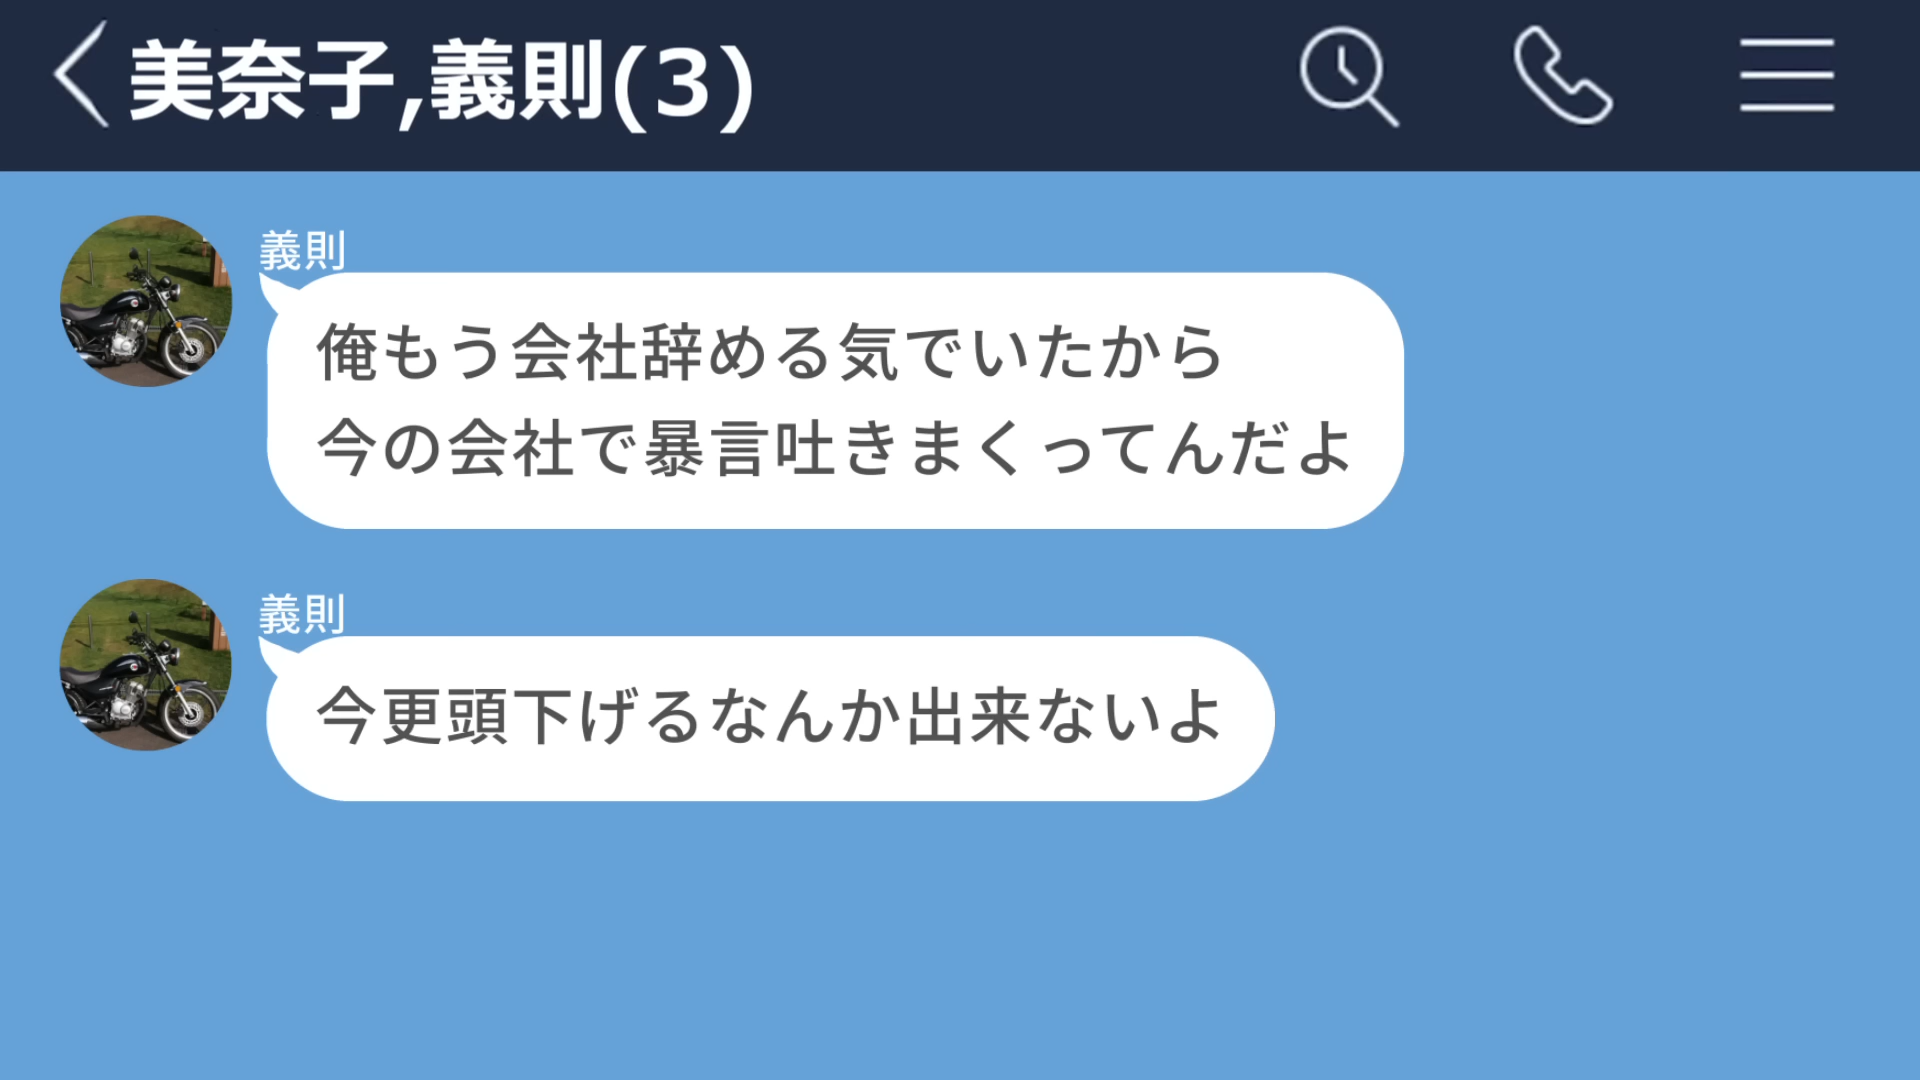 美奈子,義則(3)
義則
俺もう会社辞める気でいたから
今の会社で暴言吐きまくってんだよ
義則
今更頭下げるなんか出来ないよ